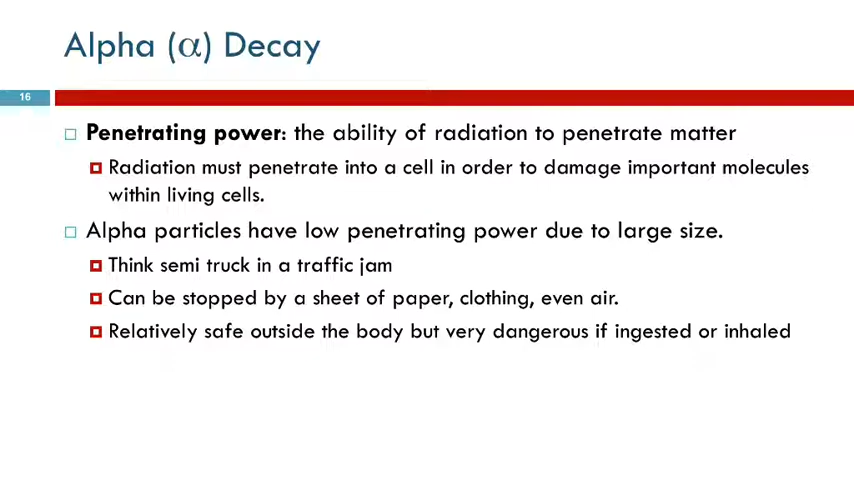 Alpha (α) Decay
16
Penetrating power: the ability of radiation to penetrate matter
Radiation must penetrate into a cell in order to damage important molecules
within living cells.
Alpha particles have low penetrating power due to large size.
Think semi truck in a traffic jam
Can be stopped by a sheet of paper, clothing, even air.
Relatively safe outside the body but very dangerous if ingested or inhaled